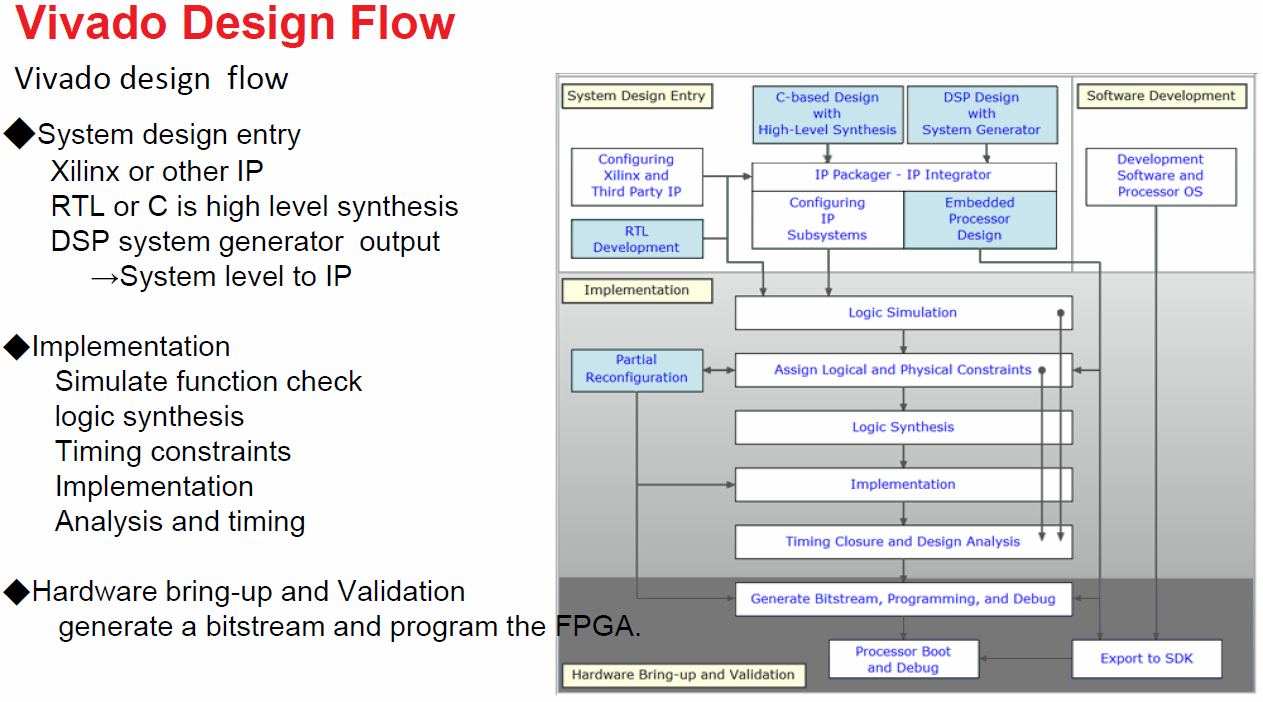 Vivado Design Flow
Vivado design flow
◆System design entry
Xilinx or other IP
RTL or C is high level synthesis
DSP system generator output
→System level to IP
◆Implementation
Simulate function check
logic synthesis
Timing constraints
Implementation
Analysis and timing
◆Hardware bring-up and Validation
generate a bitstream and program the FPGA.
System Design Entry
C-based Design
with
High-Level Synthesis
DSP Design
with
System Generator
Software Development
Configuring
Xilinx and
Third Party IP
IP Packager - IP Integrator
Development
Software and
Processor OS
RTL
Development
Configuring
IP
Subsystems
Embedded
Processor
Design
Implementation
Logic Simulation
Partial
Reconfiguration
Assign Logical and Physical Constraints
Logic Synthesis
Implementation
Timing Closure and Design Analysis
Generate Bitstream, Programming, and Debug
Processor Boot
and Debug
Export to SDK
Hardware Bring-up and Validation